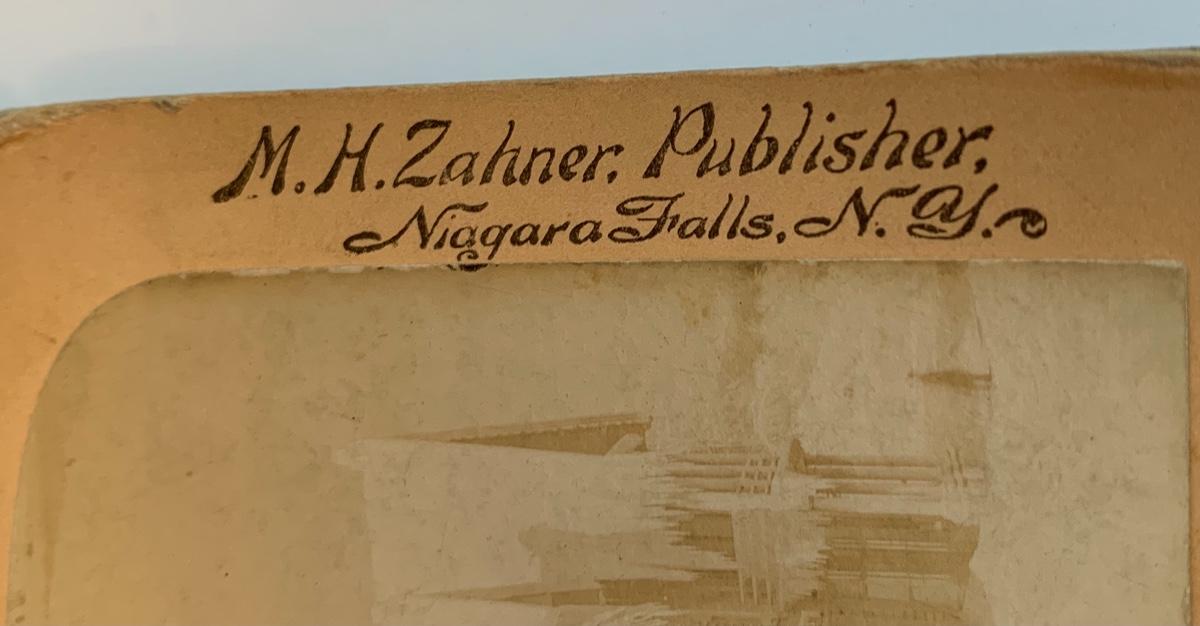 M. H. Zahner, Publisher,
Niagara Falls, N. Y.